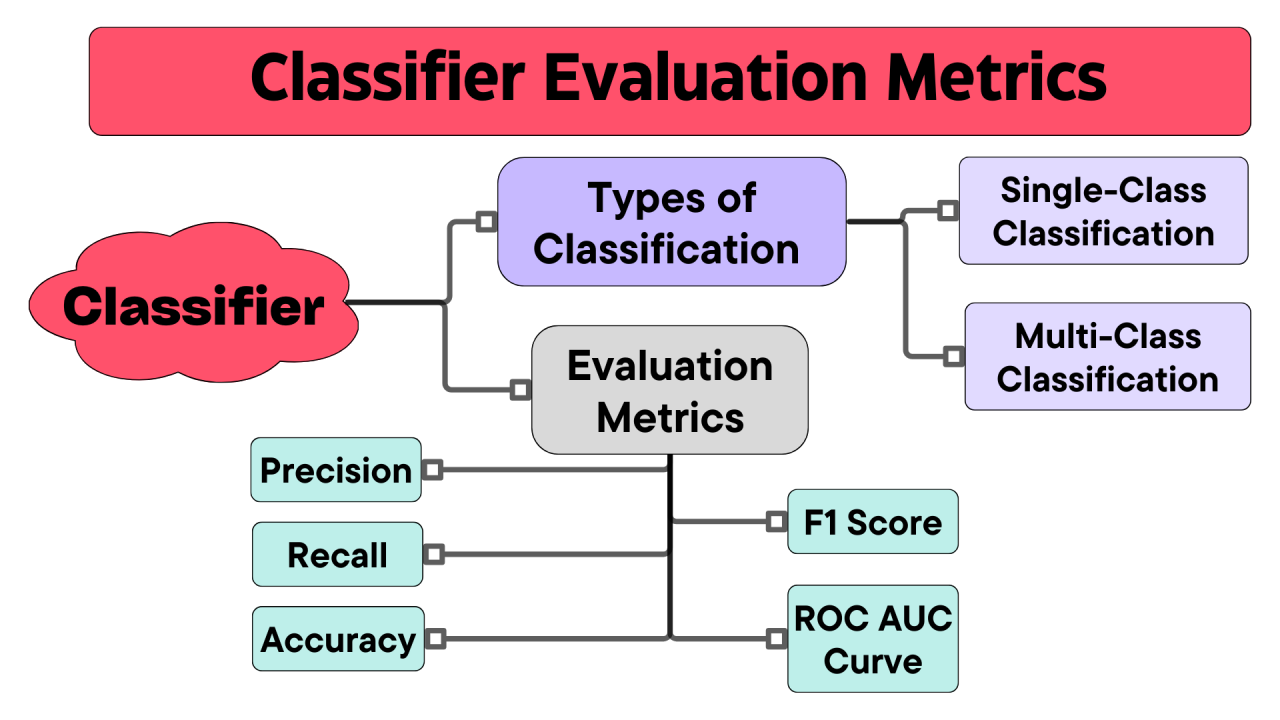 Classifier Evaluation Metrics
Classifier
Types of
Classification
Single-Class
Classification
Multi-Class
Classification
Evaluation
Metrics
Precision
Recall
Accuracy
F1 Score
ROC AUC
Curve